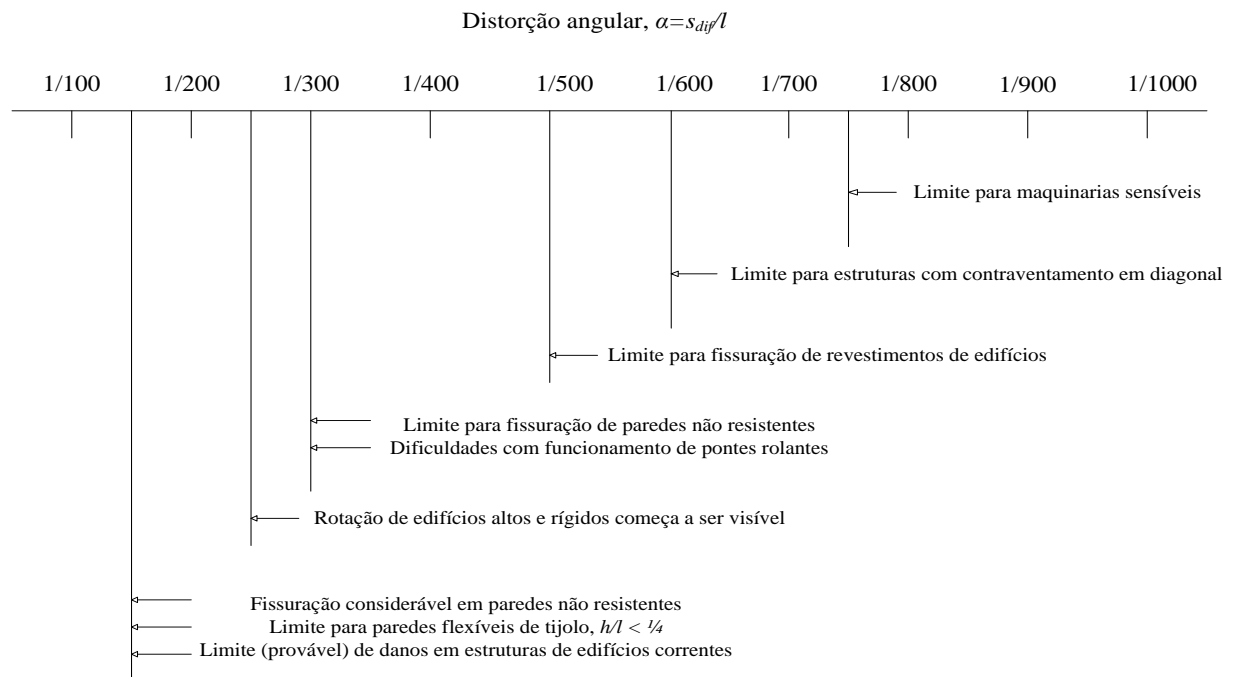 Distorção angular, α=sdif/l
1/100 1/200 1/300 1/400 1/500 1/600 1/700 1/800 1/900 1/1000
Limite para maquinarias sensíveis
Limite para estruturas com contraventamento em diagonal
Limite para fissuração de revestimentos de edifícios
Limite para fissuração de paredes não resistentes
Dificuldades com funcionamento de pontes rolantes
Rotação de edifícios altos e rígidos começa a ser visível
Fissuração considerável em paredes não resistentes
Limite para paredes flexíveis de tijolo, h/l < ¼
Limite (provável) de danos em estruturas de edifícios correntes